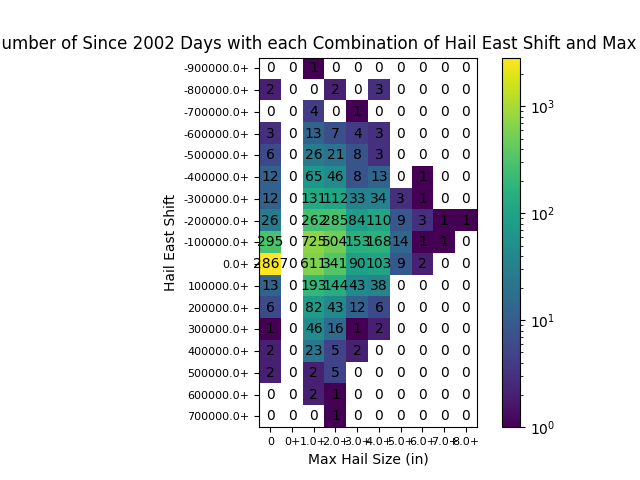 umber of Since 2002 Days with each Combination of Hail East Shift and Max
-900000.0+ 0 0 1 0 0 0 0 0 0 0
-800000.0+ 2 0 0 2 0 3 0 0 0 0
-700000.0+ 0 0 4 0 1 0 0 0 0 0
-600000.0+ 3 0 13 7 4 3 0 0 0 0
-500000.0+ 6 0 26 21 8 3 0 0 0 0
-400000.0+ 12 0 65 46 8 13 0 1 0 0
-300000.0+ 12 0 131 112 33 34 3 1 0 0
-200000.0+ 26 0 262 285 84 110 9 3 1 1
-100000.0+ 295 0 725 504 153 168 14 1 1 0
0.0+ 2867 0 611 341 90 103 9 2 0 0
100000.0+ 13 0 193 144 43 38 0 0 0 0
200000.0+ 6 0 82 43 12 6 0 0 0 0
300000.0+ 1 0 46 16 1 2 0 0 0 0
400000.0+ 2 0 23 5 2 0 0 0 0 0
500000.0+ 2 0 2 5 0 0 0 0 0 0
600000.0+ 0 0 2 1 0 0 0 0 0 0
700000.0+ 0 0 0 1 0 0 0 0 0 0
0 0+ 1.0+ 2.0+ 3.0+ 4.0+ 5.0+ 6.0+ 7.0+ 8.0+
Max Hail Size (in)
Hail East Shift
10³
10²
10¹
10⁰